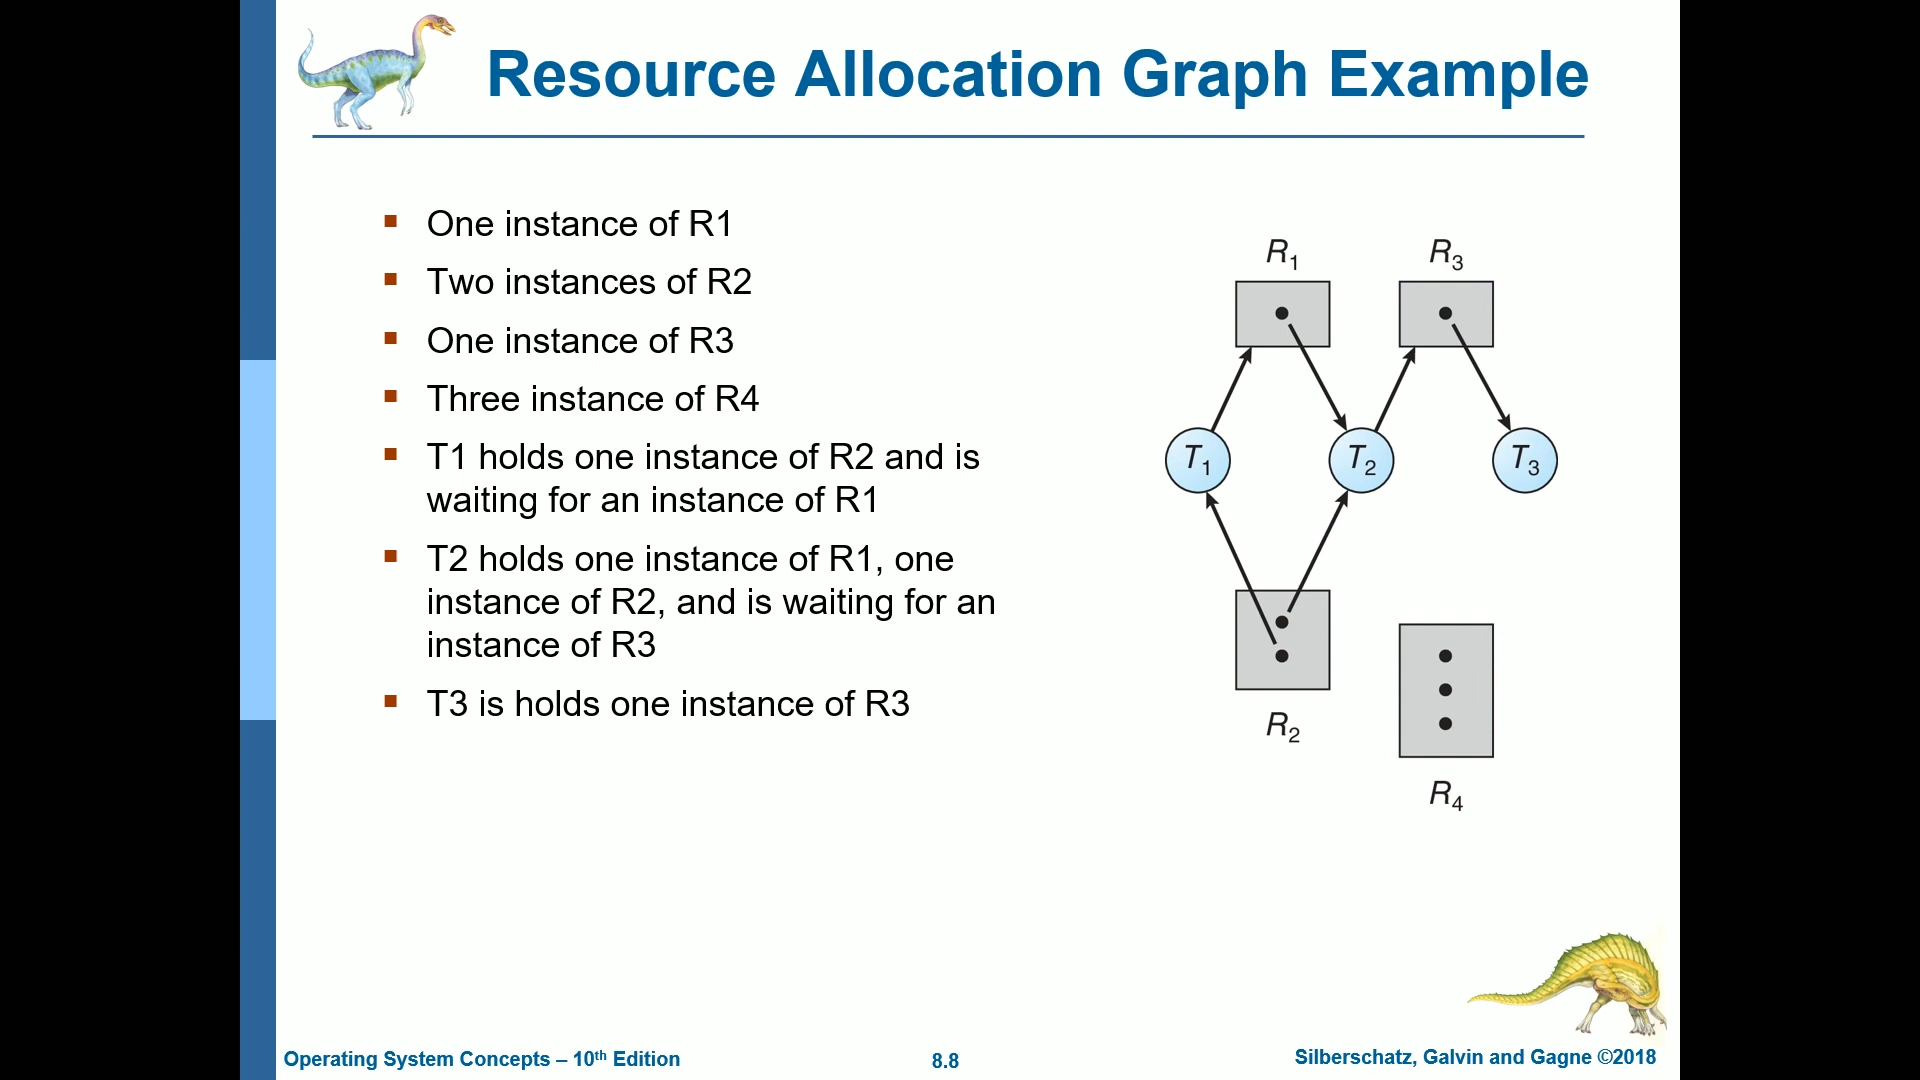 Resource Allocation Graph Example
One instance of R1
Two instances of R2
One instance of R3
Three instance of R4
T1 holds one instance of R2 and is
waiting for an instance of R1
T2 holds one instance of R1, one
instance of R2, and is waiting for an
instance of R3
T3 is holds one instance of R3
R1
R3
T1
T2
T3
R2
R4
Operating System Concepts – 10th Edition
8.8
Silberschatz, Galvin and Gagne ©2018